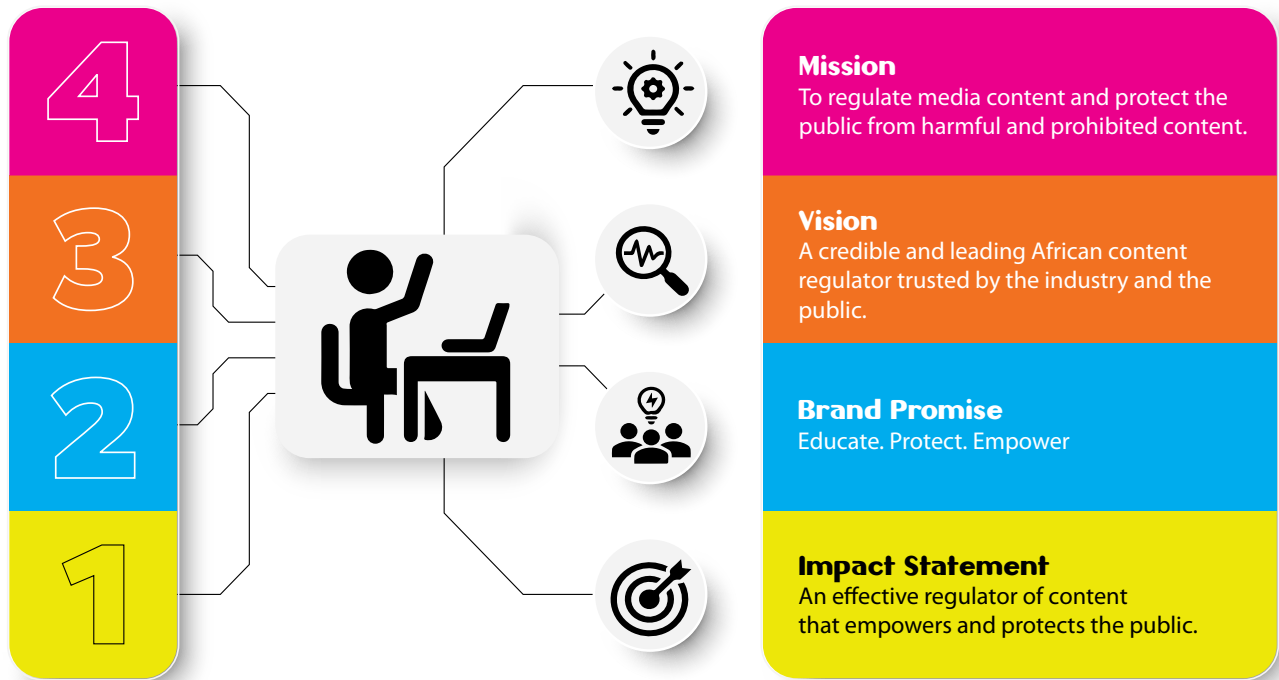 4
Mission
To regulate media content and protect the
public from harmful and prohibited content.
3
Vision
A credible and leading African content
regulator trusted by the industry and the
public.
2
Brand Promise
Educate. Protect. Empower
1
Impact Statement
An effective regulator of content
that empowers and protects the public.